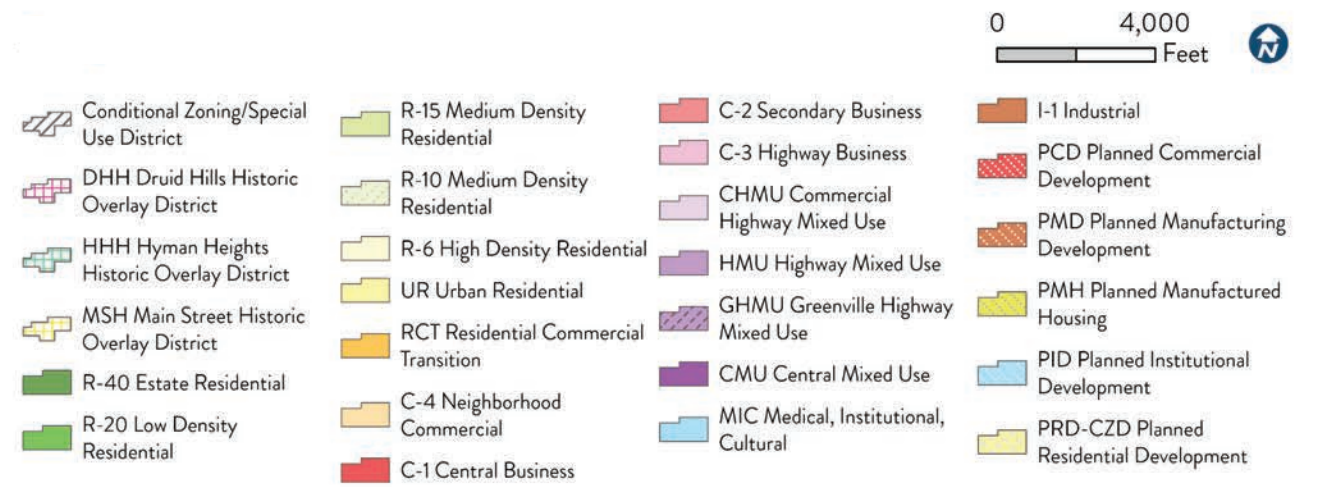 0 4,000
Feet
N
Conditional Zoning/Special
Use District
DHH Druid Hills Historic
Overlay District
HHH Hyman Heights
Historic Overlay District
MSH Main Street Historic
Overlay District
R-40 Estate Residential
R-20 Low Density
Residential
R-15 Medium Density
Residential
R-10 Medium Density
Residential
R-6 High Density Residential
UR Urban Residential
RCT Residential Commercial
Transition
C-4 Neighborhood
Commercial
C-1 Central Business
C-2 Secondary Business
C-3 Highway Business
CHMU Commercial
Highway Mixed Use
HMU Highway Mixed Use
GHMU Greenville Highway
Mixed Use
CMU Central Mixed Use
MIC Medical, Institutional,
Cultural
I-1 Industrial
PCD Planned Commercial
Development
PMD Planned Manufacturing
Development
PMH Planned Manufactured
Housing
PID Planned Institutional
Development
PRD-CZD Planned
Residential Development